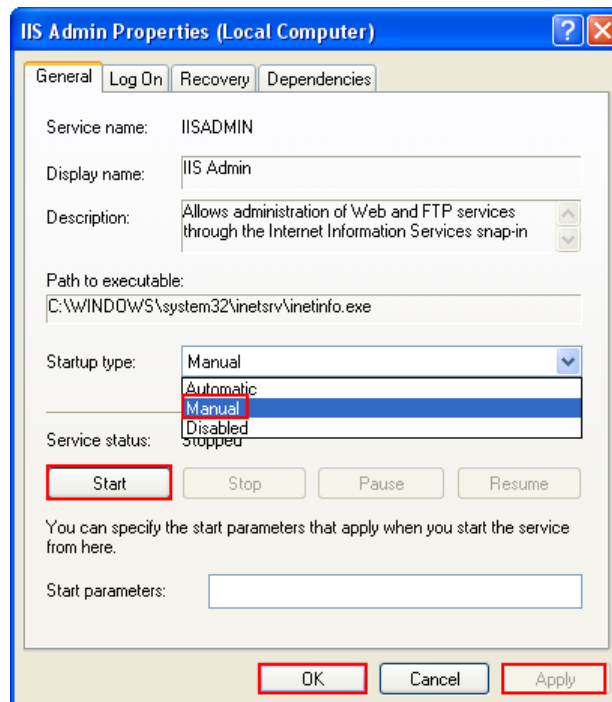 IIS Admin Properties (Local Computer)
General Log On Recovery Dependencies
Service name: IISADMIN
Display name: IIS Admin
Description: Allows administration of Web and FTP services
through the Internet Information Services snap-in
Path to executable:
C:\WINDOWS\system32\inetsrv\inetinfo.exe
Startup type: Manual
Automatic
Manual
Disabled
Service status: Stopped
Start Stop Pause Resume
You can specify the start parameters that apply when you start the service
from here.
Start parameters:
OK Cancel Apply